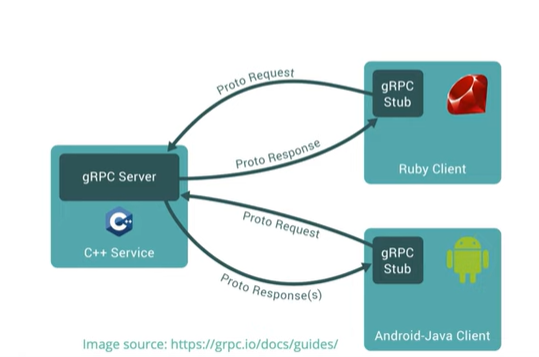 Proto Request
gRPC
Stub
Ruby Client
Proto Response
gRPC Server
C++
C++ Service
Proto Request
gRPC
Stub
Proto Response(s)
Android-Java Client
Image source: https://grpc.io/docs/guides/